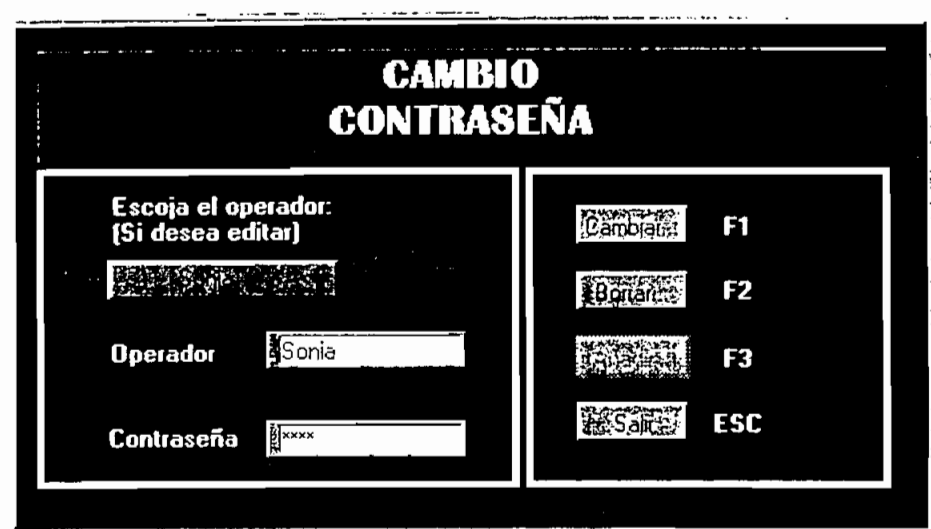 CAMBIO
CONTRASEÑA
Escoja el operador:
(Si desea editar)
Operador
Sonia
Contraseña
xxxx
Cambiar
F1
Borrar
F2
F3
Salir
ESC